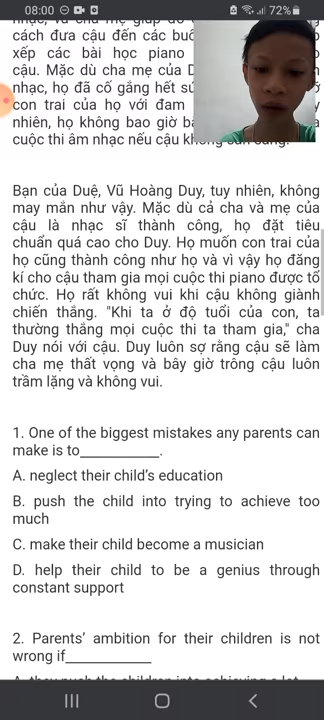 08:00
72%
cách đưa cậu đến các
xếp các bài học piano
cậu. Mặc dù cha mẹ của
nhạc, họ đã cố gắng hết
con trai của họ với đam
nhiên, họ không bao giờ
cuộc thi âm nhạc nếu cậu
Bạn của Duệ, Vũ Hoàng Duy, tuy nhiên, không
may mắn như vậy. Mặc dù cả cha và mẹ của
cậu là nhạc sĩ thành công, họ đặt tiêu
chuẩn quá cao cho Duy. Họ muốn con trai của
họ cũng thành công như họ và vì vậy họ đăng
kí cho cậu tham gia mọi cuộc thi piano được tổ
chức. Họ rất không vui khi cậu không giành
chiến thắng. "Khi ta ở độ tuổi của con, ta
thường thắng mọi cuộc thi ta tham gia," cha
Duy nói với cậu. Duy luôn sợ rằng cậu sẽ làm
cha mẹ thất vọng và bây giờ trông cậu luôn
trầm lặng và không vui.
1. One of the biggest mistakes any parents can
make is to___________.
A. neglect their child's education
B. push the child into trying to achieve too
much
C. make their child become a musician
D. help their child to be a genius through
constant support
2. Parents' ambition for their children is not
wrong if____________